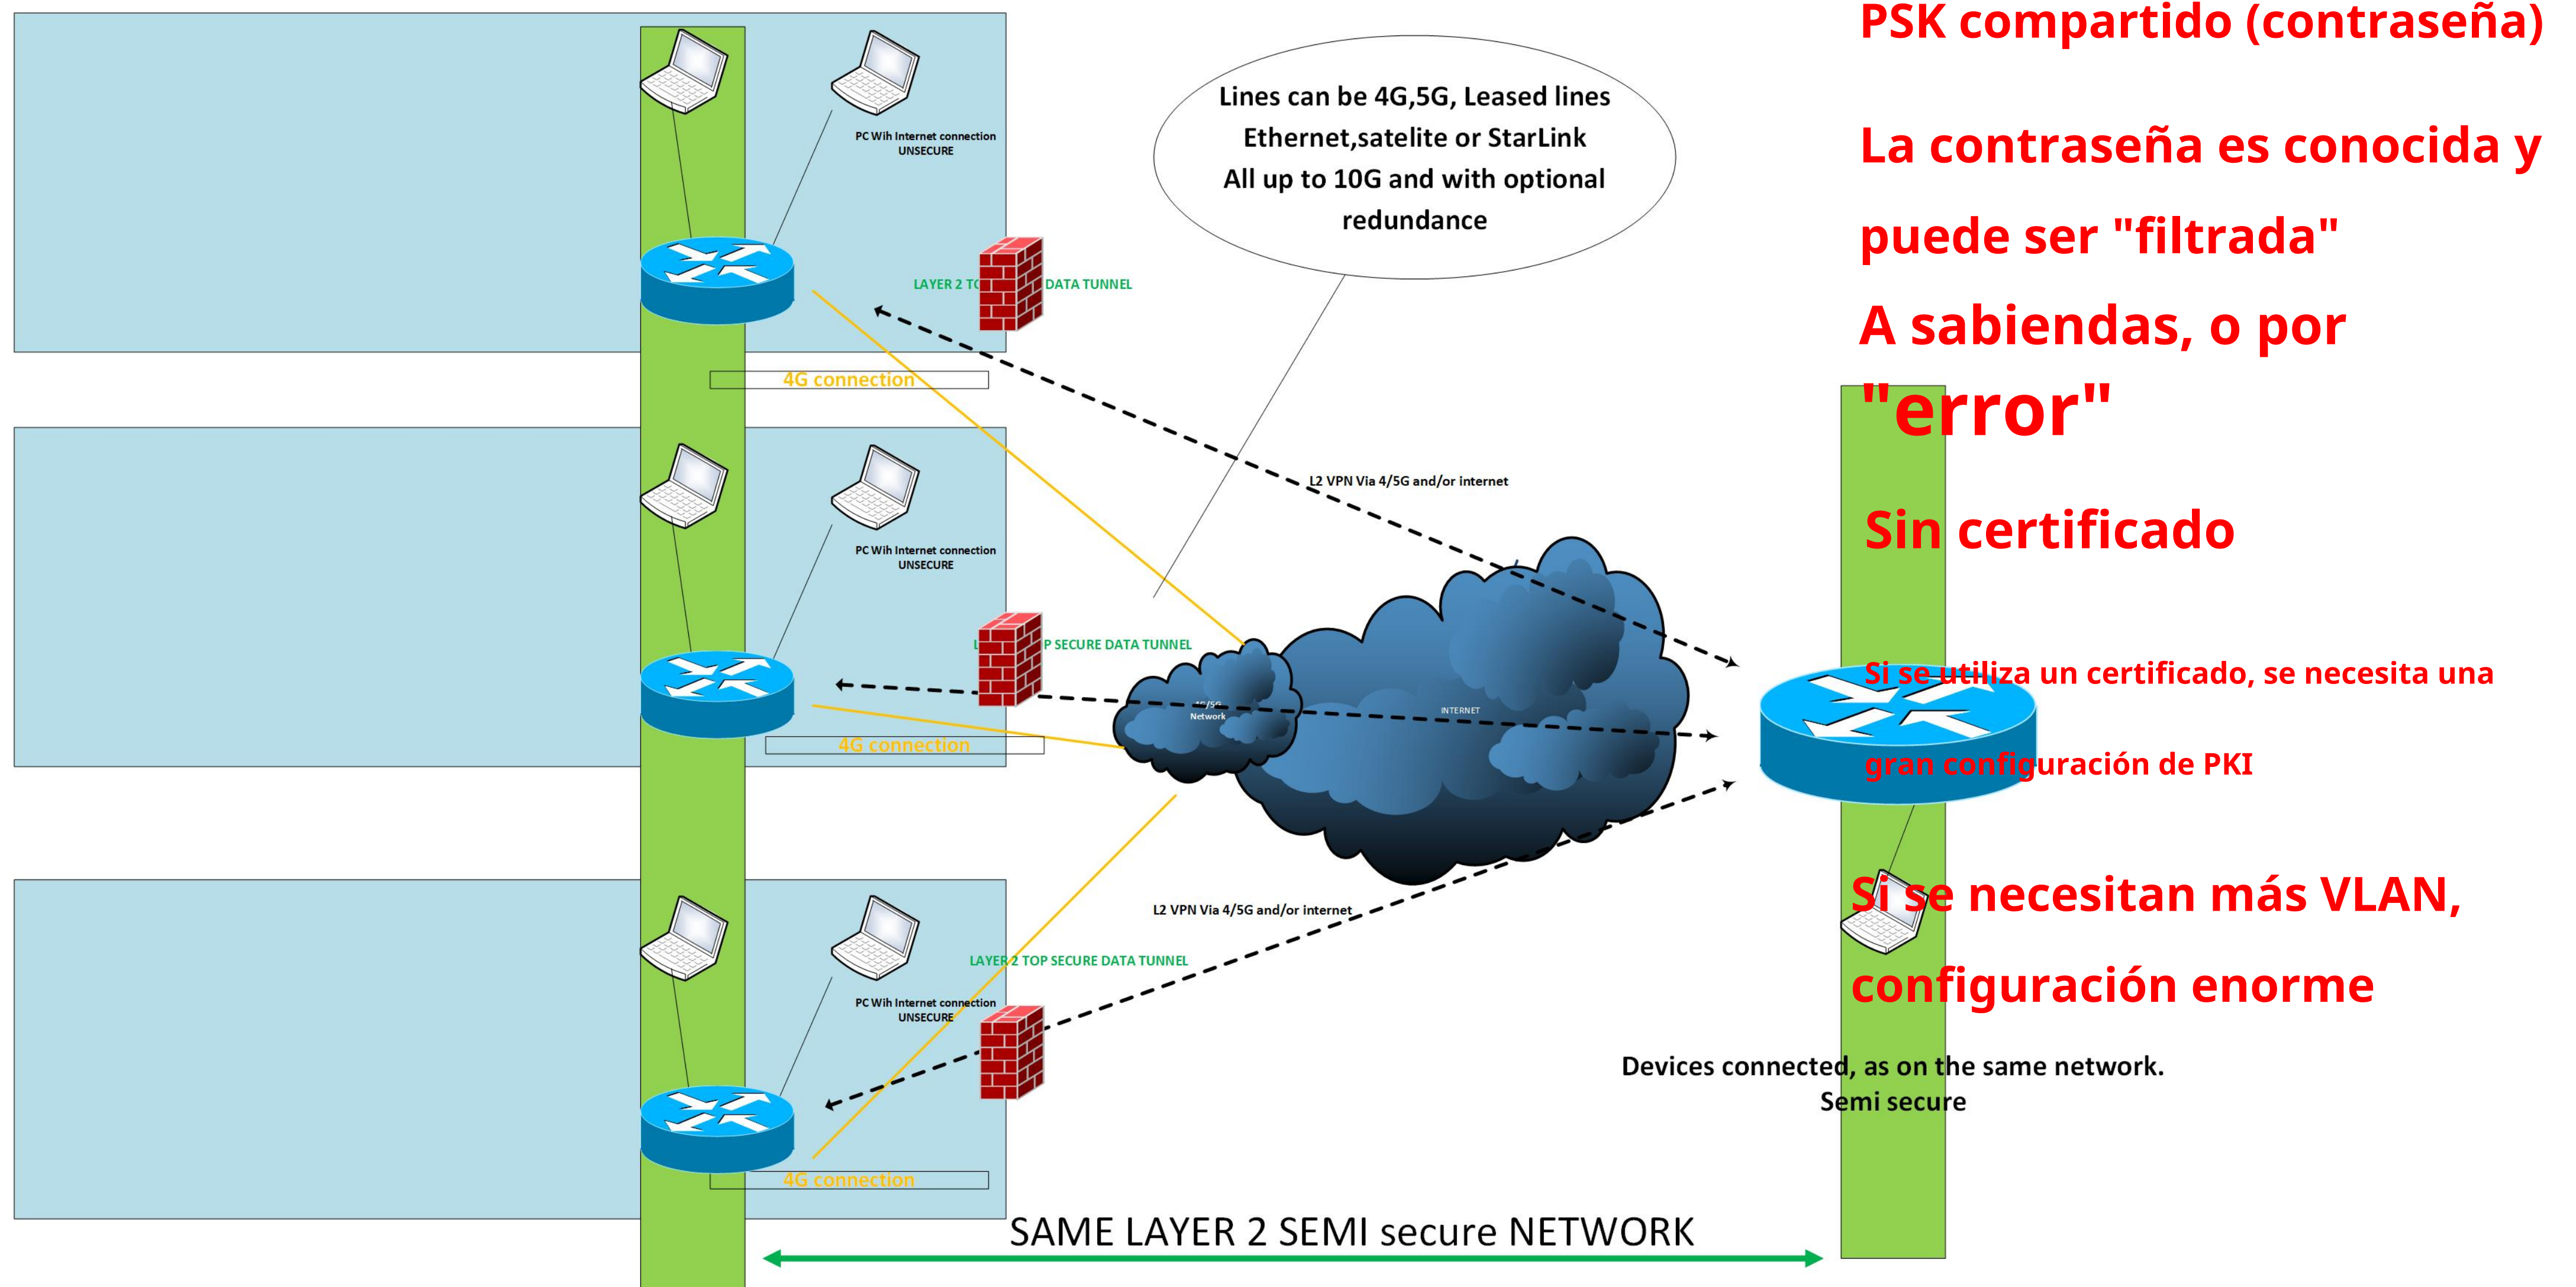 PSK compartido (contraseña)
La contraseña es conocida y
puede ser "filtrada"
A sabiendas, o por
"error"
Sin certificado
Si se utiliza un certificado, se necesita una
gran configuración de PKI
Si se necesitan más VLAN,
configuración enorme
Lines can be 4G,5G, Leased lines
Ethernet,satelite or StarLink
All up to 10G and with optional
redundance
PC Wih Internet connection
UNSECURE
LAYER 2 DATA TUNNEL
4G connection
L2 VPN Via 4/5G and/or internet
PC Wih Internet connection
UNSECURE
SECURE DATA TUNNEL
4G connection
4G/5G
Network
INTERNET
L2 VPN Via 4/5G and/or internet
LAYER 2 TOP SECURE DATA TUNNEL
PC Wih Internet connection
UNSECURE
4G connection
Devices connected, as on the same network.
Semi secure
SAME LAYER 2 SEMI secure NETWORK